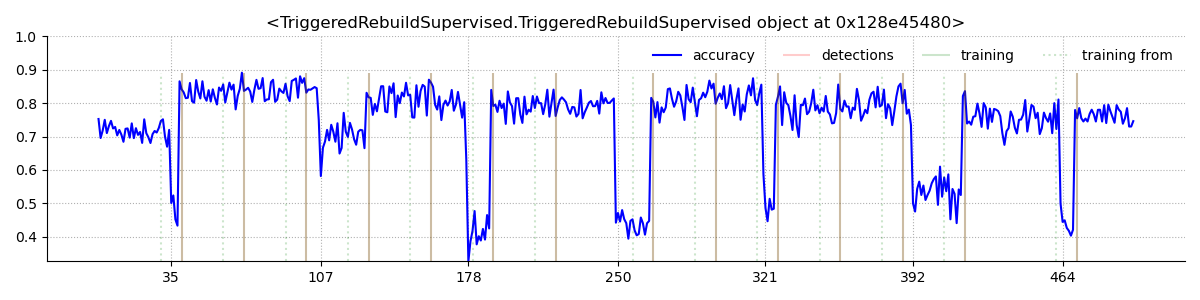 <TriggeredRebuildSupervised.TriggeredRebuildSupervised object at 0x128e45480>
accuracy detections training training from
1.0
0.9
0.8
0.7
0.6
0.5
0.4
35 107 178 250 321 392 464